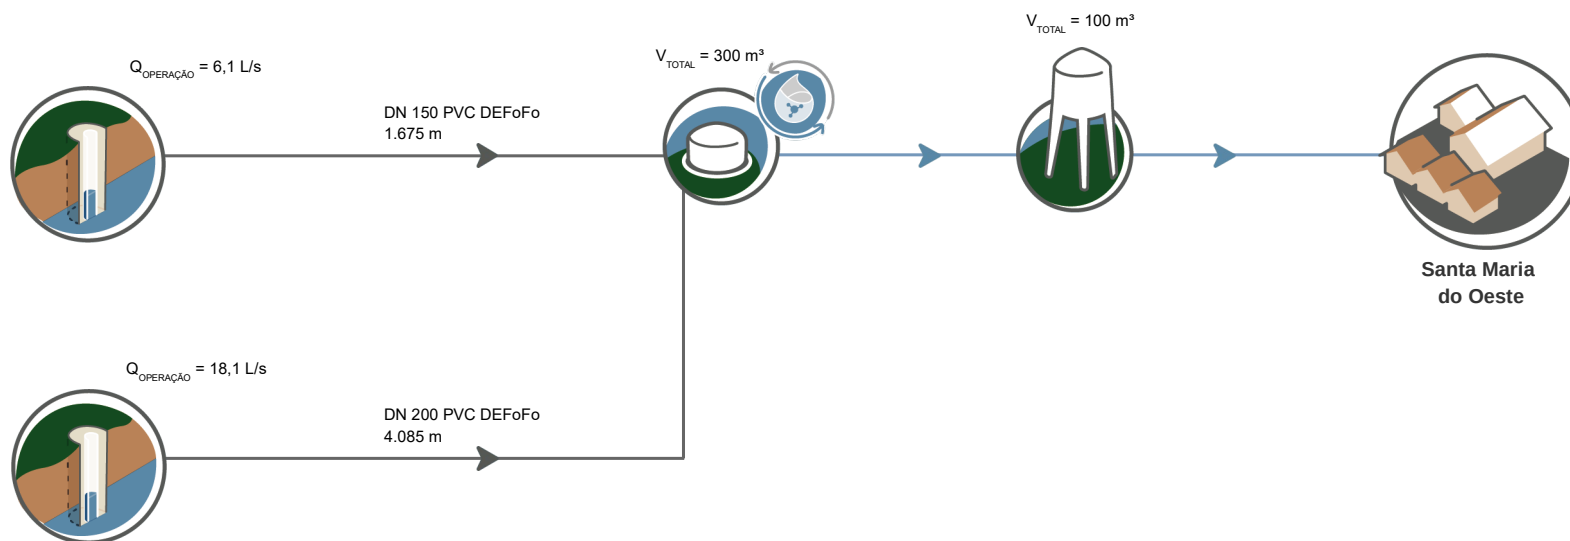 V_TOTAL = 100 m³
V_TOTAL = 300 m³
Q_OPERAÇÃO = 6,1 L/s
DN 150 PVC DEFoFo
1.675 m
Santa Maria
do Oeste
Q_OPERAÇÃO = 18,1 L/s
DN 200 PVC DEFoFo
4.085 m